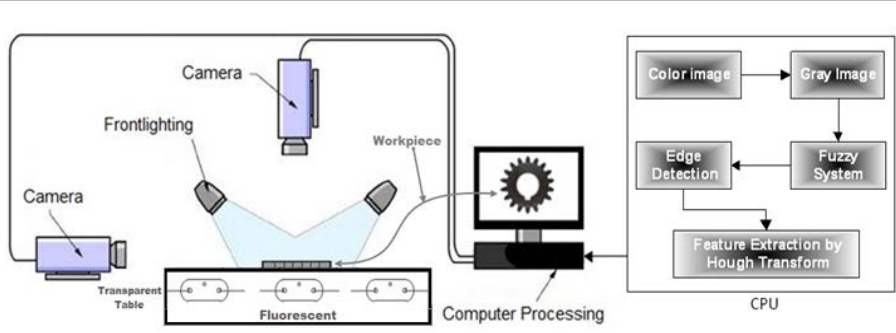 Camera
Frontlighting
Workpiece
Camera
Transparent
Table
Fluorescent
Computer Processing
Color image
Gray Image
Edge
Detection
Fuzzy
System
Feature Extraction by
Hough Transform
CPU